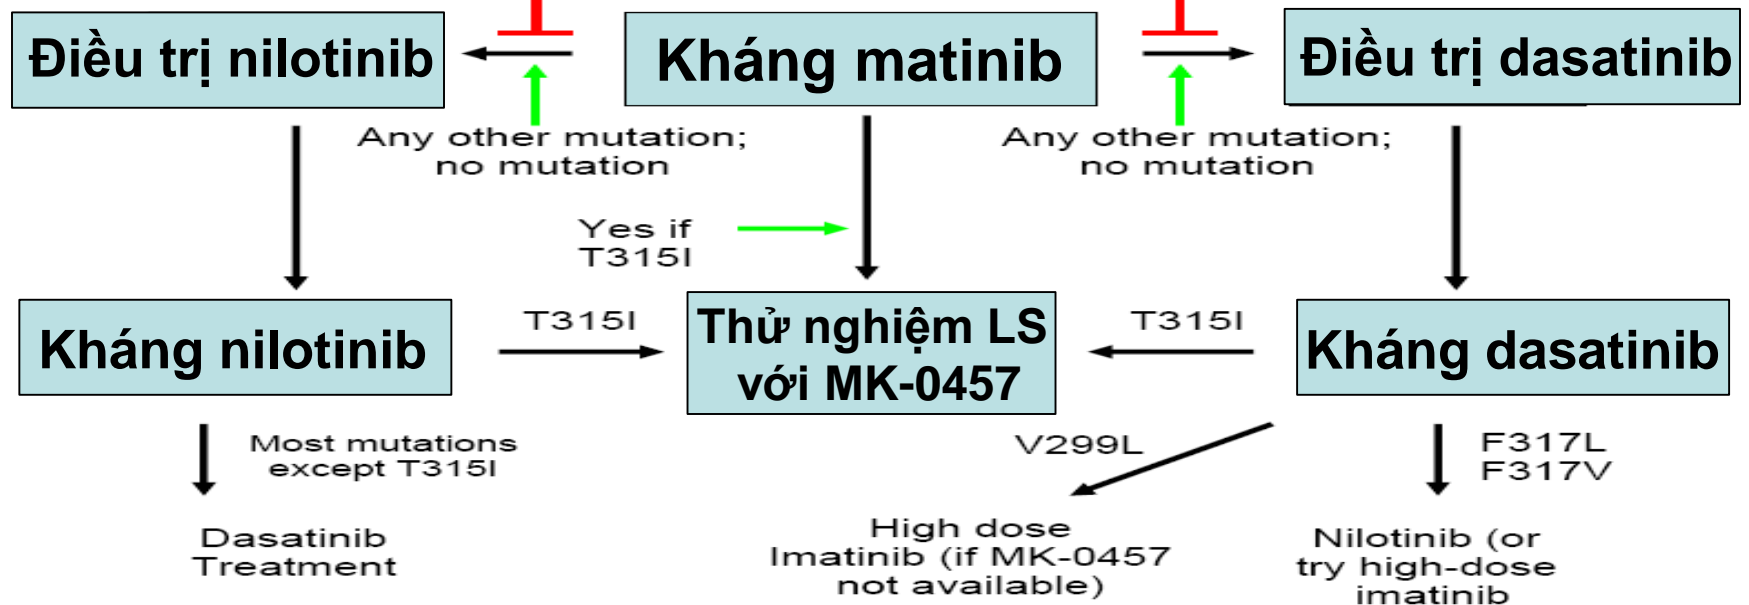 Điều trị nilotinib
Kháng matinib
Điều trị dasatinib
Any other mutation;
no mutation
Any other mutation;
no mutation
Yes if
T315I
Kháng nilotinib
T315I
Thử nghiệm LS
với MK-0457
T315I
Kháng dasatinib
Most mutations
except T315I
V299L
F317L
F317V
Dasatinib
Treatment
High dose
Imatinib (if MK-0457
not available)
Nilotinib (or
try high-dose
imatinib